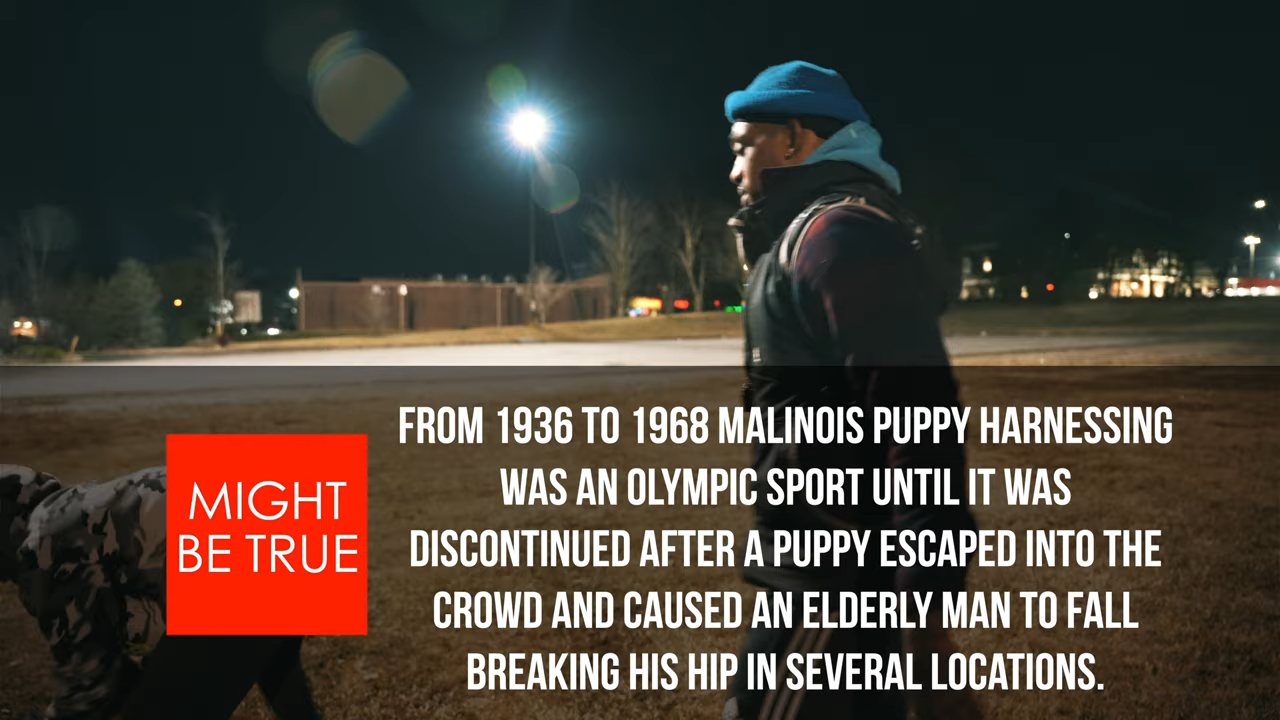 MIGHT
BE TRUE
FROM 1936 TO 1968 MALINOIS PUPPY HARNESSING
WAS AN OLYMPIC SPORT UNTIL IT WAS
DISCONTINUED AFTER A PUPPY ESCAPED INTO THE
CROWD AND CAUSED AN ELDERLY MAN TO FALL
BREAKING HIS HIP IN SEVERAL LOCATIONS.